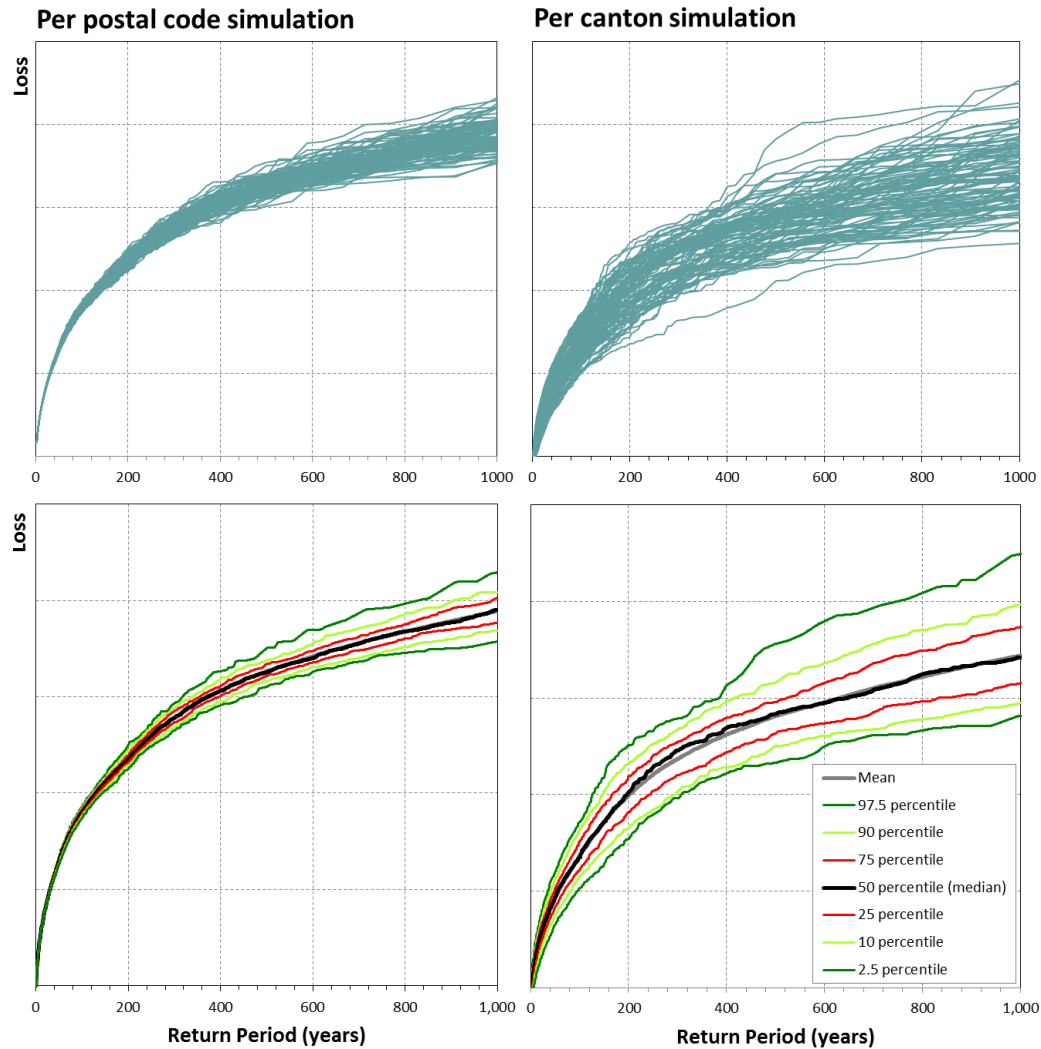 Per postal code simulation
Per canton simulation
Loss
0 200 400 600 800 1000
0 200 400 600 800 1000
Loss
Mean
97.5 percentile
90 percentile
75 percentile
50 percentile (median)
25 percentile
10 percentile
2.5 percentile
0 200 400 600 800 1,000
0 200 400 600 800 1,000
Return Period (years)
Return Period (years)